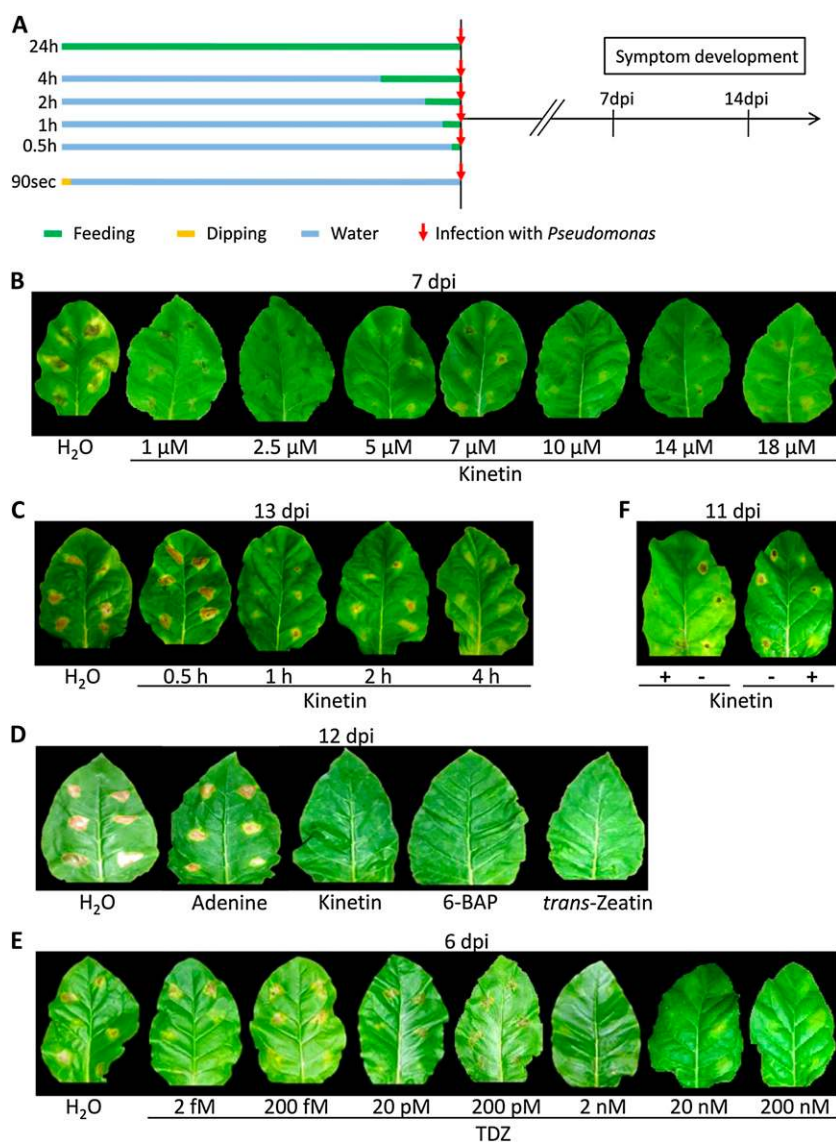 A
24h
4h
2h
1h
0.5h
90sec
Symptom development
7dpi 14dpi
Feeding Dipping Water Infection with Pseudomonas
B
7 dpi
H₂O 1 μM 2.5 μM 5 μM 7 μM 10 μM 14 μM 18 μM
Kinetin
C
13 dpi
H₂O 0.5 h 1 h 2 h 4 h
Kinetin
F
11 dpi
+ - - +
Kinetin
D
12 dpi
H₂O Adenine Kinetin 6-BAP trans-Zeatin
E
6 dpi
H₂O 2 fM 200 fM 20 pM 200 pM 2 nM 20 nM 200 nM
TDZ